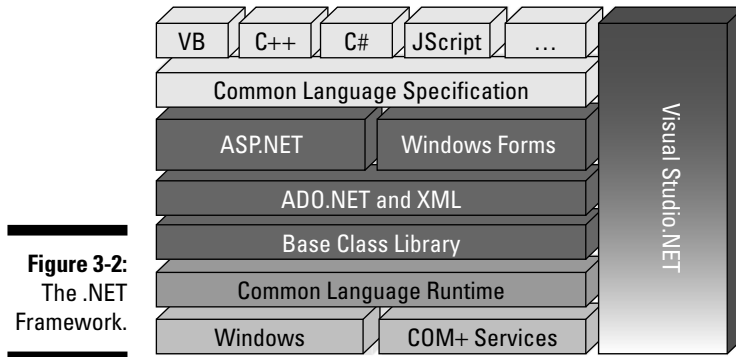 VB C++ C# JScript ...
Common Language Specification
ASP.NET Windows Forms
ADO.NET and XML
Base Class Library
Common Language Runtime
Windows COM+ Services
Visual Studio.NET
Figure 3-2:
The .NET
Framework.